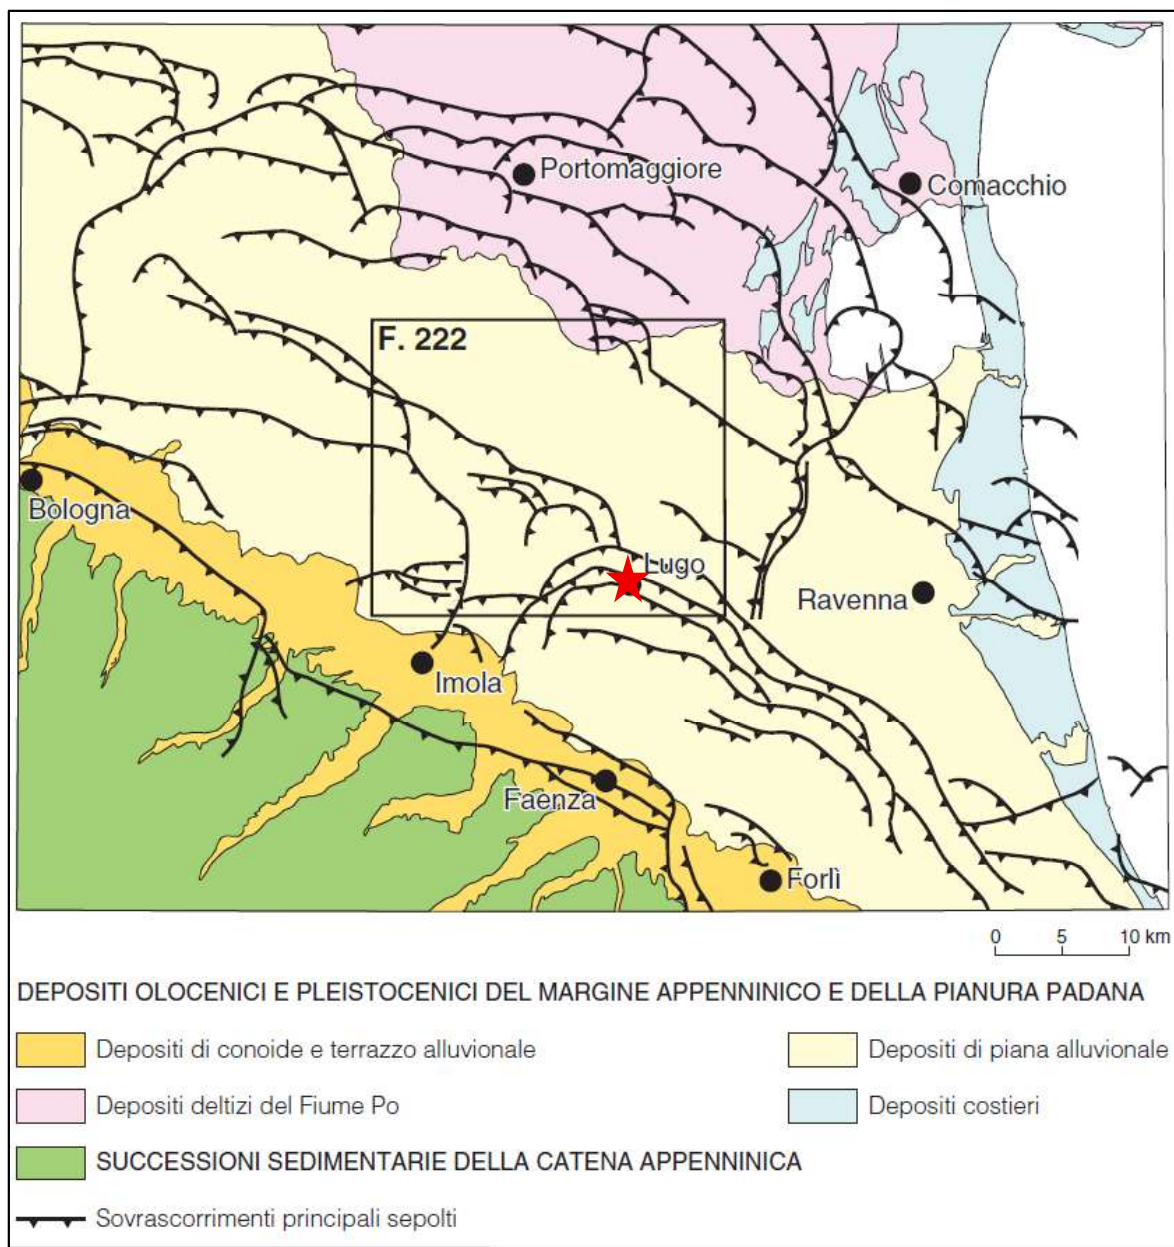 Portomaggiore
Comacchio
F. 222
Bologna
Lugo
Ravenna
Imola
Faenza
Forlì
0 5 10 km
DEPOSITI OLOCENICI E PLEISTOCENICI DEL MARGINE APPENNINICO E DELLA PIANURA PADANA
Depositi di conoide e terrazzo alluvionale
Depositi di piana alluvionale
Depositi deltizi del Fiume Po
Depositi costieri
SUCCESSIONI SEDIMENTARIE DELLA CATENA APPENNINICA
Sovrascorrimenti principali sepolti